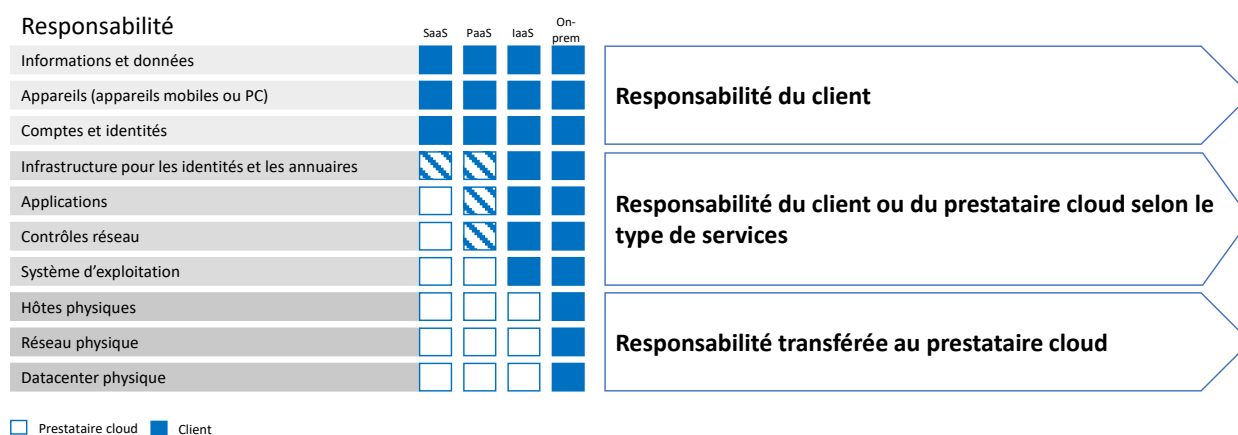 Responsabilité
SaaS
PaaS
IaaS
On-
prem
Informations et données
Appareils (appareils mobiles ou PC)
Comptes et identités
Responsabilité du client
Infrastructure pour les identités et les annuaires
Applications
Contrôles réseau
Système d’exploitation
Responsabilité du client ou du prestataire cloud selon le
type de services
Hôtes physiques
Réseau physique
Datacenter physique
Responsabilité transférée au prestataire cloud
Prestataire cloud
Client